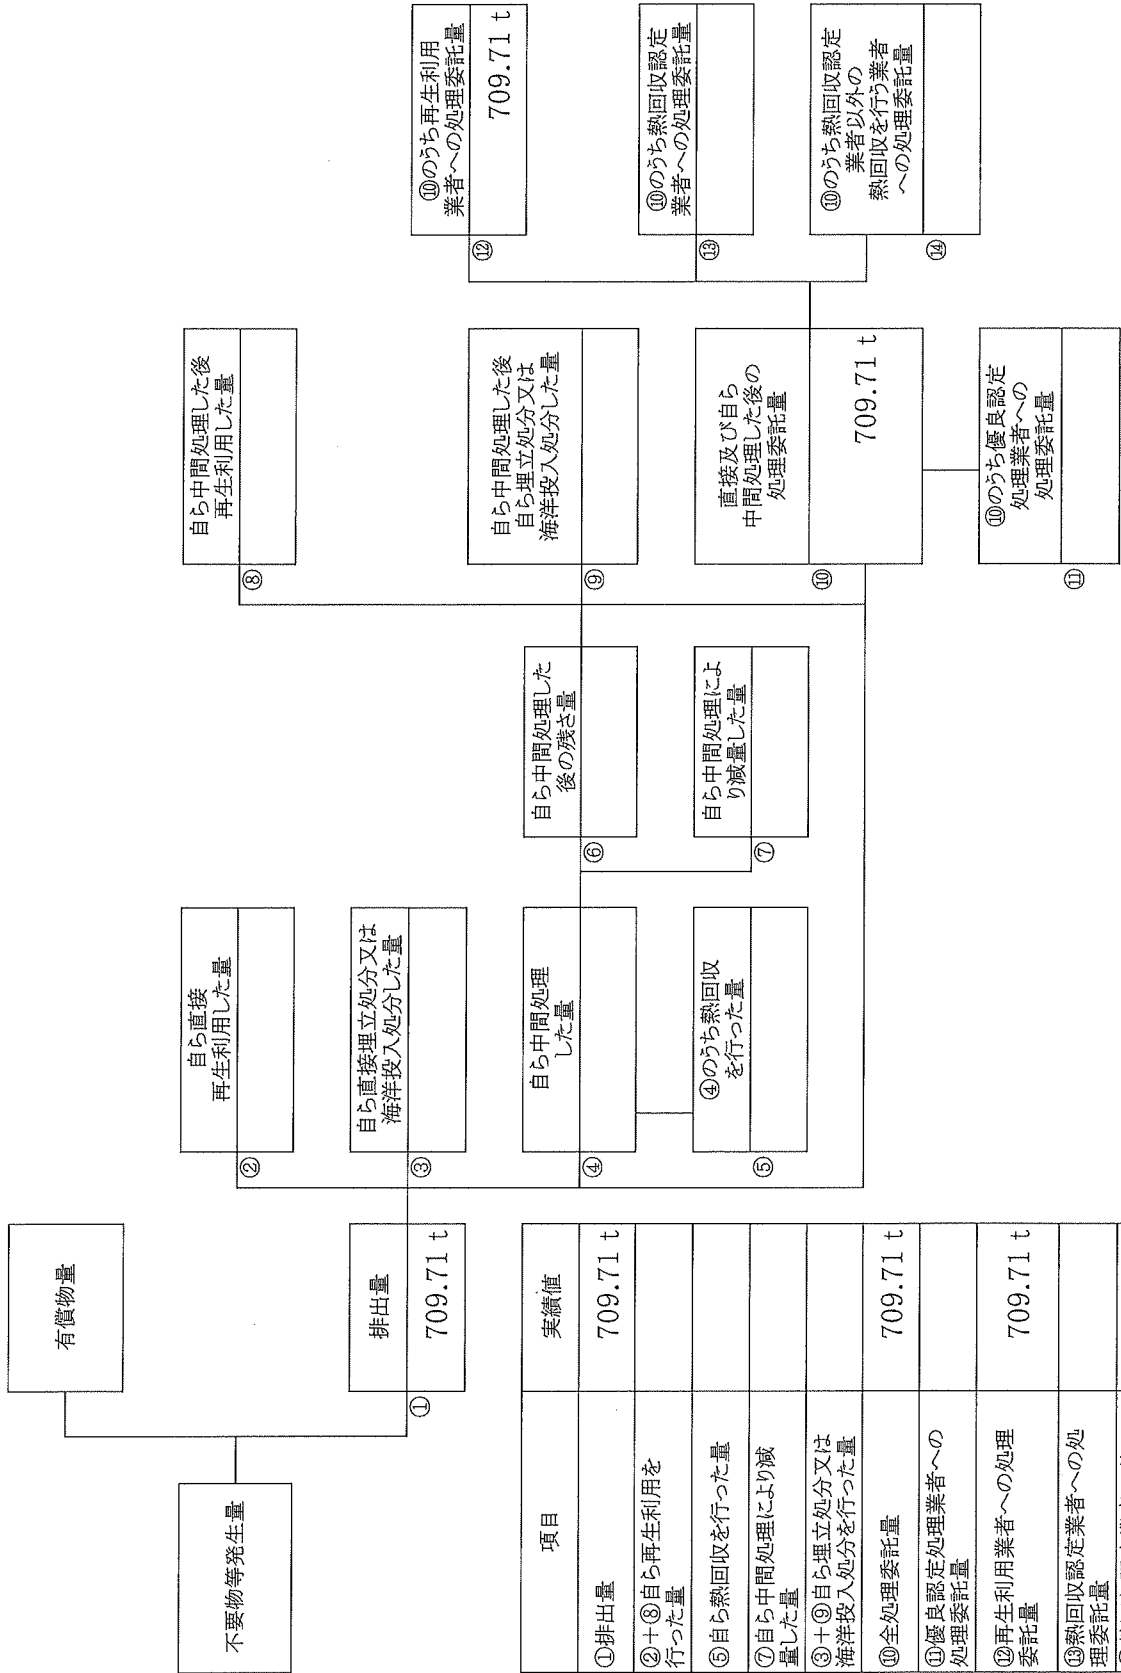 不要物等発生量
有償物量
①
排出量
709.71 t
②
自ら直接
再生利用した量
③
自ら直接埋立処分又は
海洋投入処分した量
④
自ら中間処理
した量
⑤
④のうち熱回収
を行った量
⑥
自ら中間処理した
後の残さ量
⑦
自ら中間処理によ
り減量した量
⑧
自ら中間処理した後
再生利用した量
⑨
自ら中間処理した後
自ら埋立処分又は
海洋投入処分した量
⑩
直接及び自ら
中間処理した後の
処理委託量
709.71 t
⑪
⑩のうち優良認定
処理業者への
処理委託量
⑫
⑩のうち再生利用
業者への処理委託量
709.71 t
⑬
⑩のうち熱回収認定
業者への処理委託量
⑭
⑩のうち熱回収認定
業者以外の
熱回収を行う業者
への処理委託量
項目
実績値
①排出量
709.71 t
②+⑧自ら再生利用を
行った量
⑤自ら熱回収を行った量
⑦自ら中間処理により減
量した量
③+⑨自ら埋立処分又は
海洋投入処分を行った量
⑩全処理委託量
709.71 t
⑪優良認定処理業者への
処理委託量
⑫再生利用業者への処理
委託量
709.71 t
⑬熱回収認定業者への処
理委託量